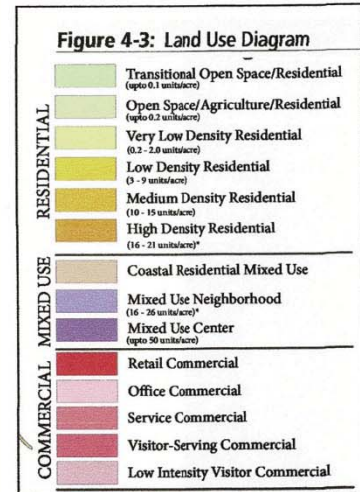 Figure 4-3: Land Use Diagram
RESIDENTIAL
Transitional Open Space/Residential
(upto 0.1 units/acre)
Open Space/Agriculture/Residential
(upto 0.2 units/acre)
Very Low Density Residential
(0.2 - 2.0 units/acre)
Low Density Residential
(3 - 9 units/acre)
Medium Density Residential
(10 - 15 units/acre)
High Density Residential
(16 - 21 units/acre)*
MIXED USE
Coastal Residential Mixed Use
Mixed Use Neighborhood
(16 - 26 units/acre)*
Mixed Use Center
(upto 50 units/acre)
COMMERCIAL
Retail Commercial
Office Commercial
Service Commercial
Visitor-Serving Commercial
Low Intensity Visitor Commercial